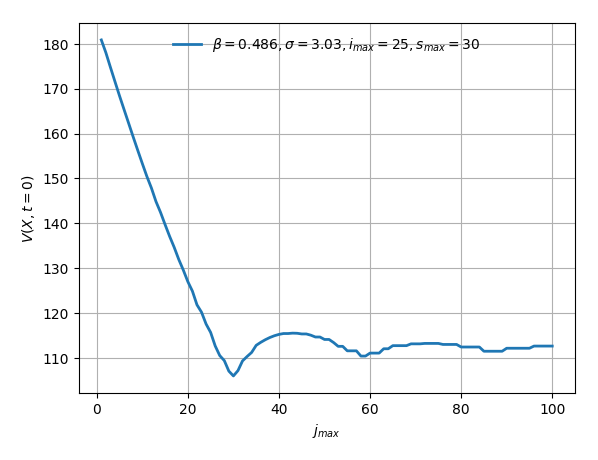 β = 0.486, σ = 3.03, i_max = 25, s_max = 30
180
170
160
150
140
130
120
110
V(X, t = 0)
0 20 40 60 80 100
j_max